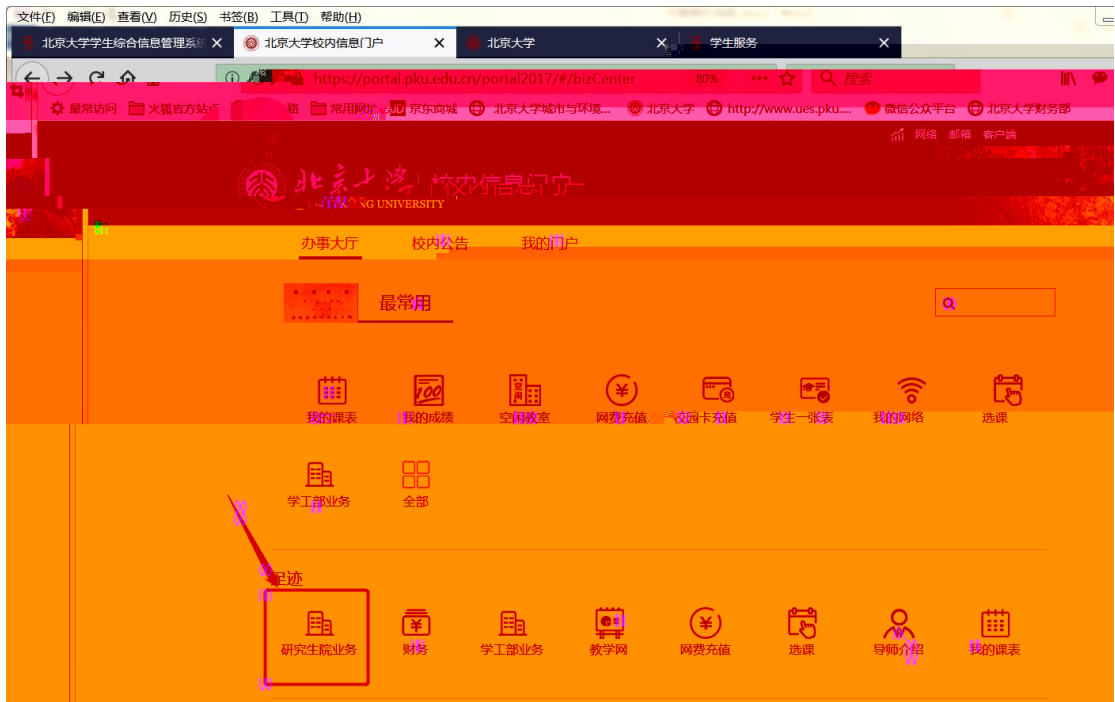 文件(F) 编辑(E) 查看(V) 历史(S) 书签(B) 工具(T) 帮助(H)
北京大学学生综合信息管理系统 北京大学校内信息门户 北京大学 学生服务
https://portal.pku.edu.cn/portal2017/#/bizCenter 80% 搜索
最常访问 火狐官方站点 常用网址 JD 京东商城 北京大学城市与环境... 北京大学 http://www.ues.pku.... 微信公众平台 北京大学财务部
网络 邮箱 客户端
北京大学 校内信息门户
UNIVERSITY
办事大厅 校内公告 我的门户
最常用
我的课表 我的成绩 空闲教室 网费充值 校园卡充值 学生一张表 我的网络 选课
学工部业务 全部
足迹
研究生院业务 财务 学工部业务 教学网 网费充值 选课 导师介绍 我的课表